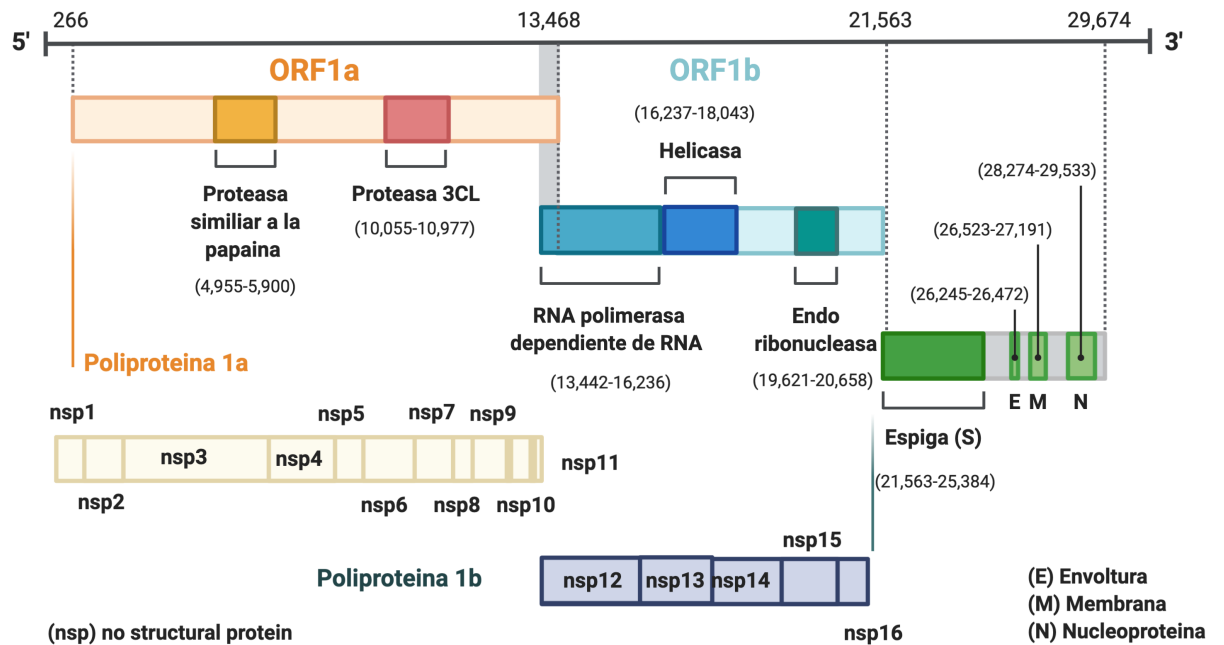 266
13,468
21,563
29,674
5'
3'
ORF1a
ORF1b
(16,237-18,043)
Helicasa
(28,274-29,533)
Proteasa
similiar a la
papaina
(4,955-5,900)
Proteasa 3CL
(10,055-10,977)
(26,523-27,191)
(26,245-26,472)
RNA polimerasa
dependiente de RNA
(13,442-16,236)
Endo
ribonucleasa
(19,621-20,658)
Poliproteina 1a
E
M
N
Espiga (S)
(21,563-25,384)
nsp1
nsp5
nsp7
nsp9
nsp3
nsp4
nsp11
nsp2
nsp6
nsp8
nsp10
nsp15
Poliproteina 1b
nsp12
nsp13
nsp14
nsp16
(E) Envoltura
(M) Membrana
(N) Nucleoproteina
(nsp) no structural protein